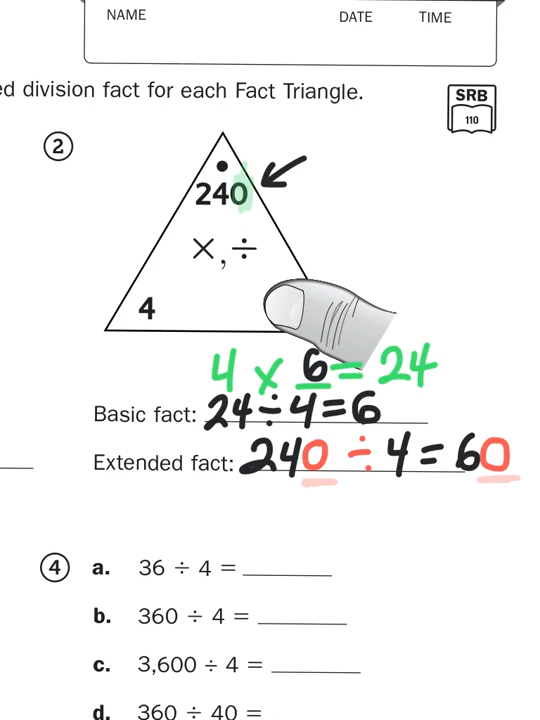 NAME DATE TIME
ed division fact for each Fact Triangle.
SRB
110
2
240
×, ÷
4
4 x 6 = 24
Basic fact: 24 ÷ 4 = 6
Extended fact: 240 ÷ 4 = 60
4 a. 36 ÷ 4 =
b. 360 ÷ 4 =
c. 3,600 ÷ 4 =
d. 360 ÷ 40 =